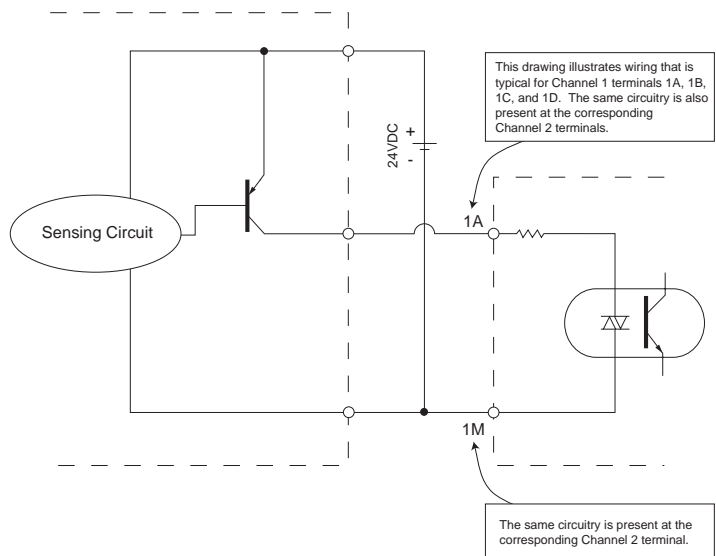 This drawing illustrates wiring that is
typical for Channel 1 terminals 1A, 1B,
1C, and 1D. The same circuitry is also
present at the corresponding
Channel 2 terminals.
24VDC
+
-
1A
Sensing Circuit
1M
The same circuitry is present at the
corresponding Channel 2 terminal.